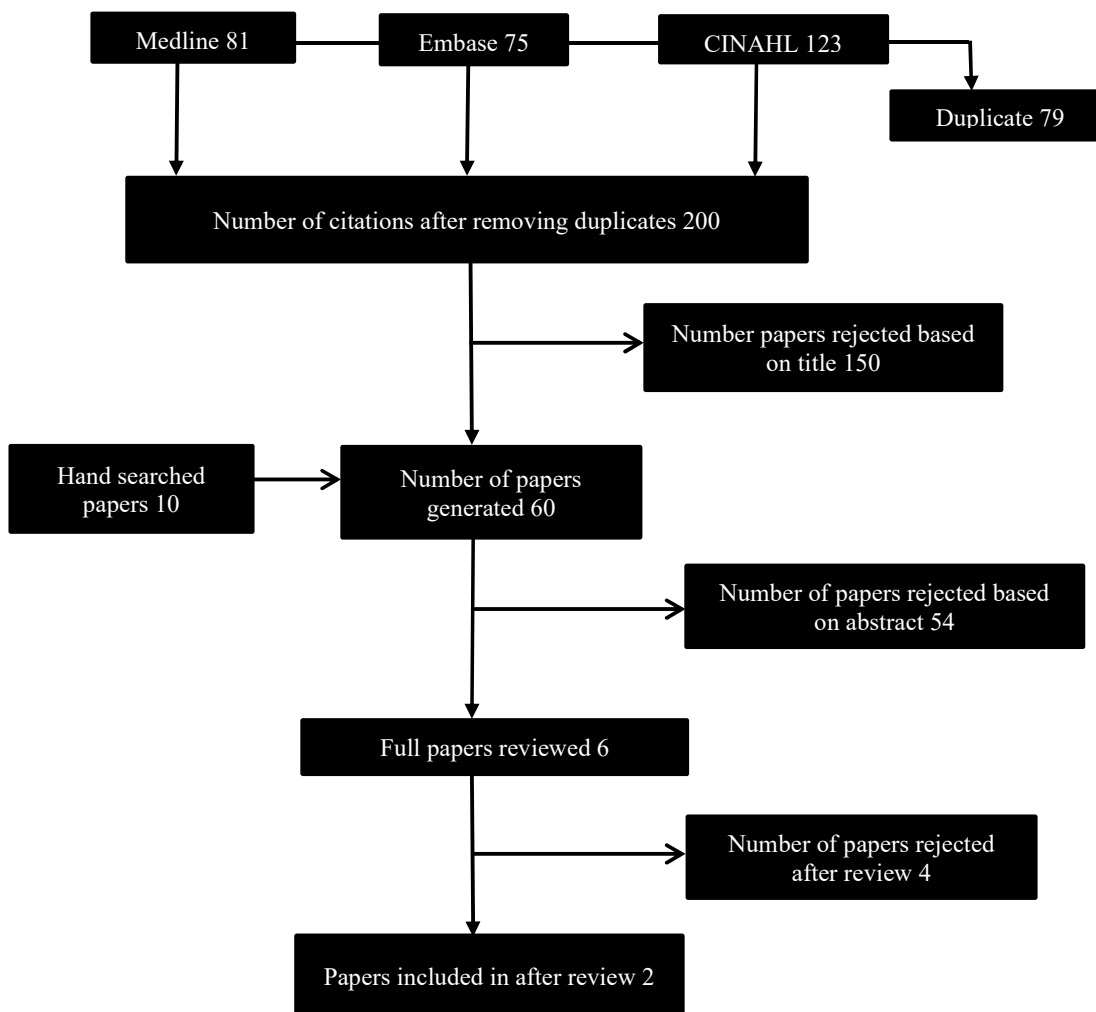 Medline 81
Embase 75
CINAHL 123
Duplicate 79
Number of citations after removing duplicates 200
Number papers rejected based
on title 150
Hand searched
papers 10
Number of papers
generated 60
Number of papers rejected based
on abstract 54
Full papers reviewed 6
Number of papers rejected
after review 4
Papers included in after review 2